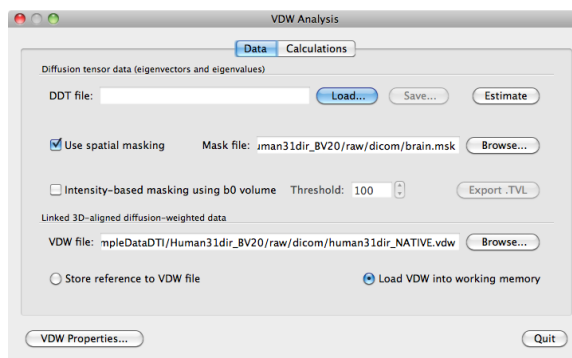 VDW Analysis
Data Calculations
Diffusion tensor data (eigenvectors and eigenvalues)
DDT file: Load... Save... Estimate
Use spatial masking Mask file: uman31dir_BV20/raw/dicom/brain.msk Browse...
Intensity-based masking using b0 volume Threshold: 100 Export .TVL
Linked 3D-aligned diffusion-weighted data
VDW file: mpleDataDTI/Human31dir_BV20/raw/dicom/human31dir_NATIVE.vdw Browse...
Store reference to VDW file Load VDW into working memory
VDW Properties... Quit